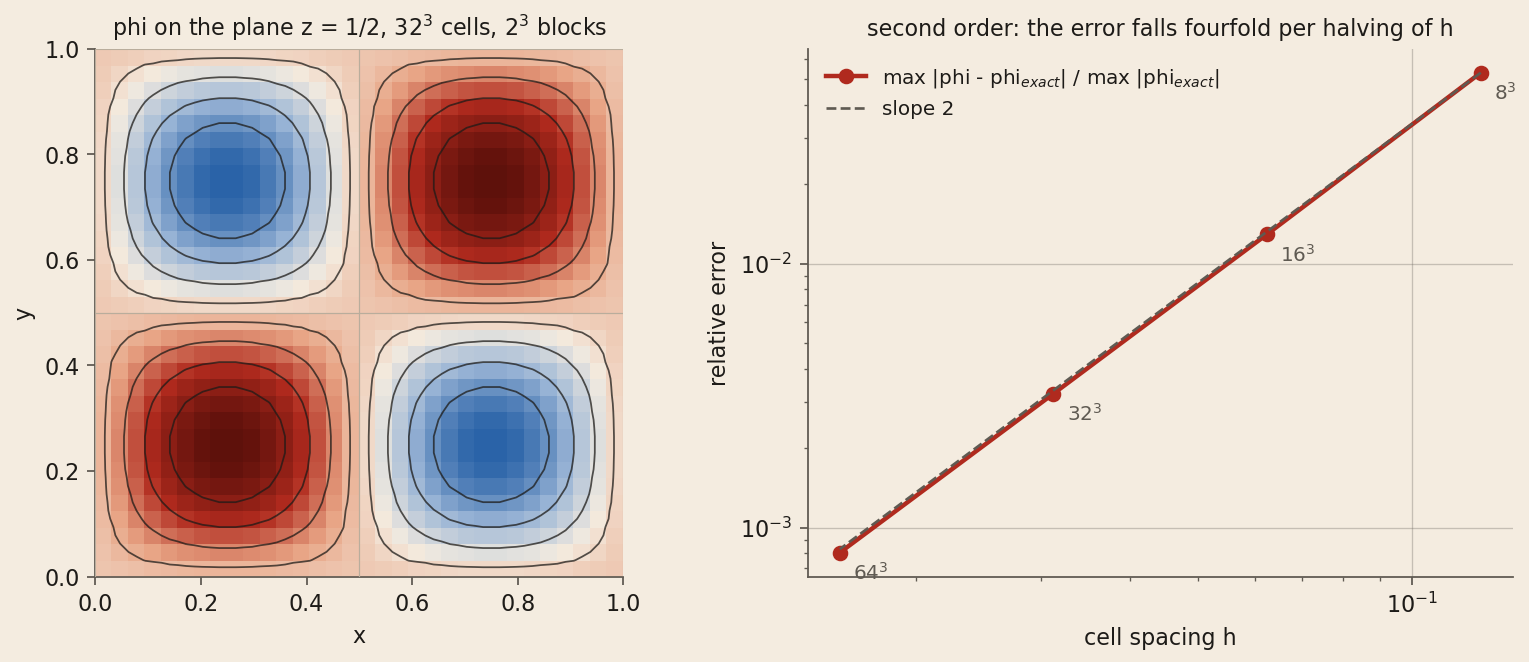 phi on the plane z = 1/2, 32³ cells, 2³ blocks
1.0
0.8
0.6
0.4
0.2
0.0
y
0.0 0.2 0.4 0.6 0.8 1.0
x
second order: the error falls fourfold per halving of h
max |phi - phi_exact| / max |phi_exact|
slope 2
8³
16³
32³
64³
10⁻²
10⁻³
relative error
10⁻¹
cell spacing h